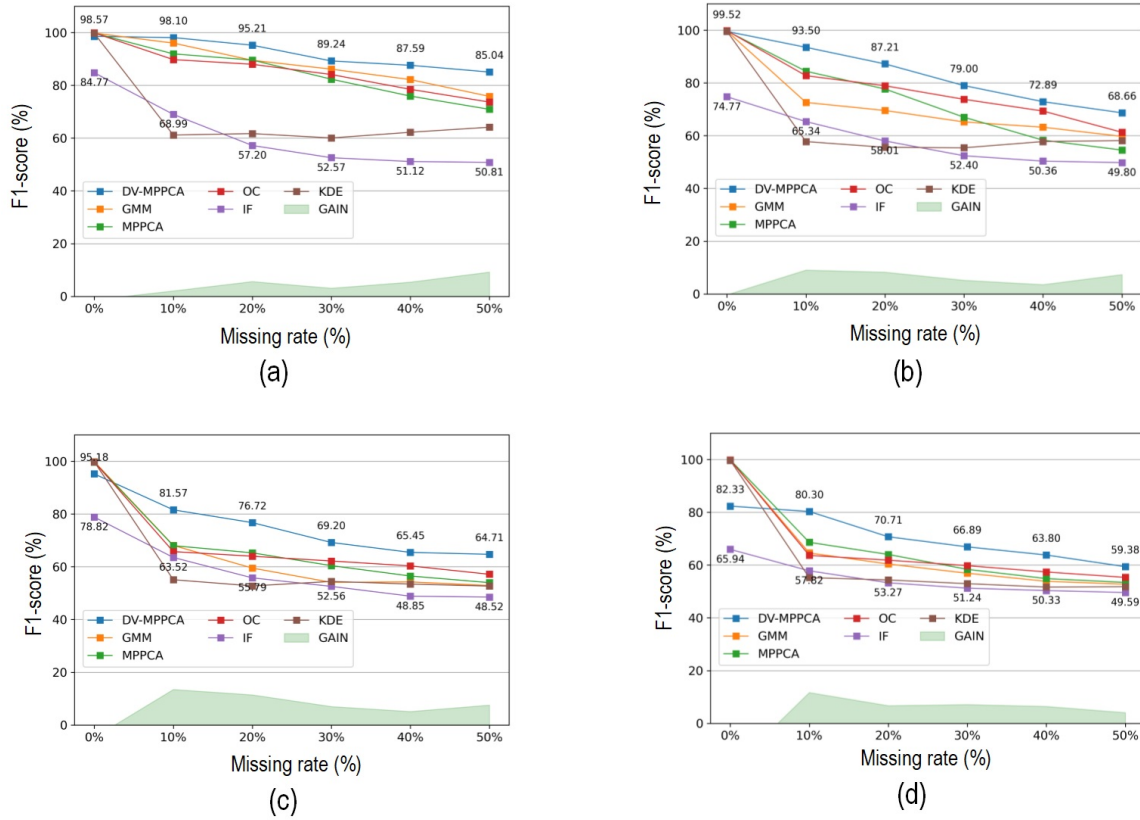 98.57
98.10
95.21
89.24
87.59
85.04
84.77
68.99
57.20
52.57
51.12
50.81
100
80
60
40
20
0
F1-score (%)
DV-MPPCA
GMM
MPPCA
OC
IF
KDE
GAIN
0%
10%
20%
30%
40%
50%
Missing rate (%)
(a)
99.52
93.50
87.21
79.00
72.89
68.66
74.77
65.34
58.01
52.40
50.36
49.80
100
80
60
40
20
0
F1-score (%)
DV-MPPCA
GMM
MPPCA
OC
IF
KDE
GAIN
0%
10%
20%
30%
40%
50%
Missing rate (%)
(b)
95.18
81.57
76.72
69.20
65.45
64.71
78.82
63.52
55.79
52.56
48.85
48.52
100
80
60
40
20
0
F1-score (%)
DV-MPPCA
GMM
MPPCA
OC
IF
KDE
GAIN
0%
10%
20%
30%
40%
50%
Missing rate (%)
(c)
82.33
80.30
70.71
66.89
63.80
59.38
65.94
57.82
53.27
51.24
50.33
49.59
100
80
60
40
20
0
F1-score (%)
DV-MPPCA
GMM
MPPCA
OC
IF
KDE
GAIN
0%
10%
20%
30%
40%
50%
Missing rate (%)
(d)